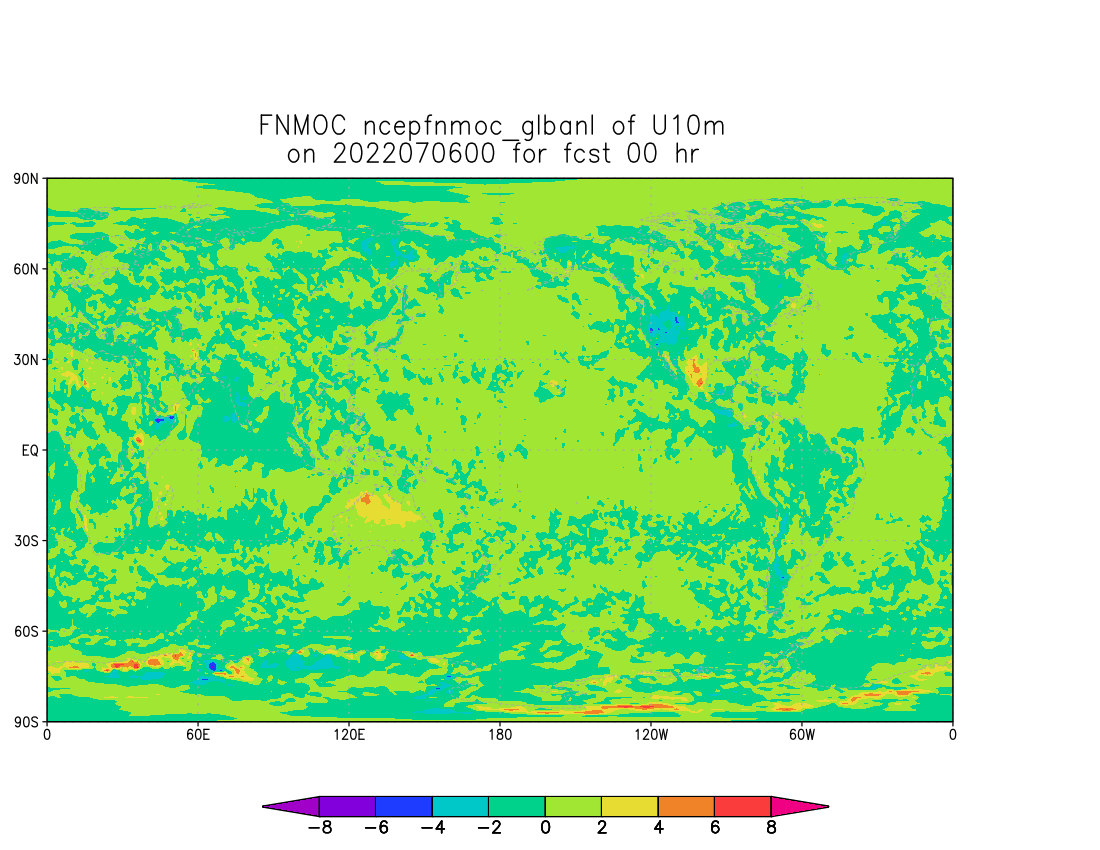 FNMOC ncepfnmoc_glbanl of U10m
on 2022070600 for fcst 00 hr
90N
60N
30N
EQ
30S
60S
90S
0 60E 120E 180 120W 60W 0
-8 -6 -4 -2 0 2 4 6 8